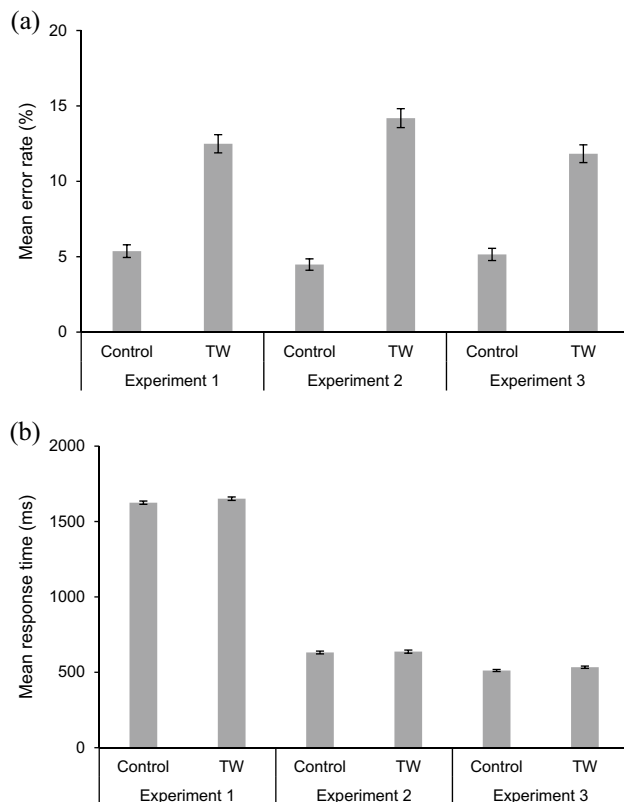 (a)
Mean error rate (%)
20
15
10
5
0
Control TW Control TW Control TW
Experiment 1 Experiment 2 Experiment 3
(b)
Mean response time (ms)
2000
1500
1000
500
0
Control TW Control TW Control TW
Experiment 1 Experiment 2 Experiment 3